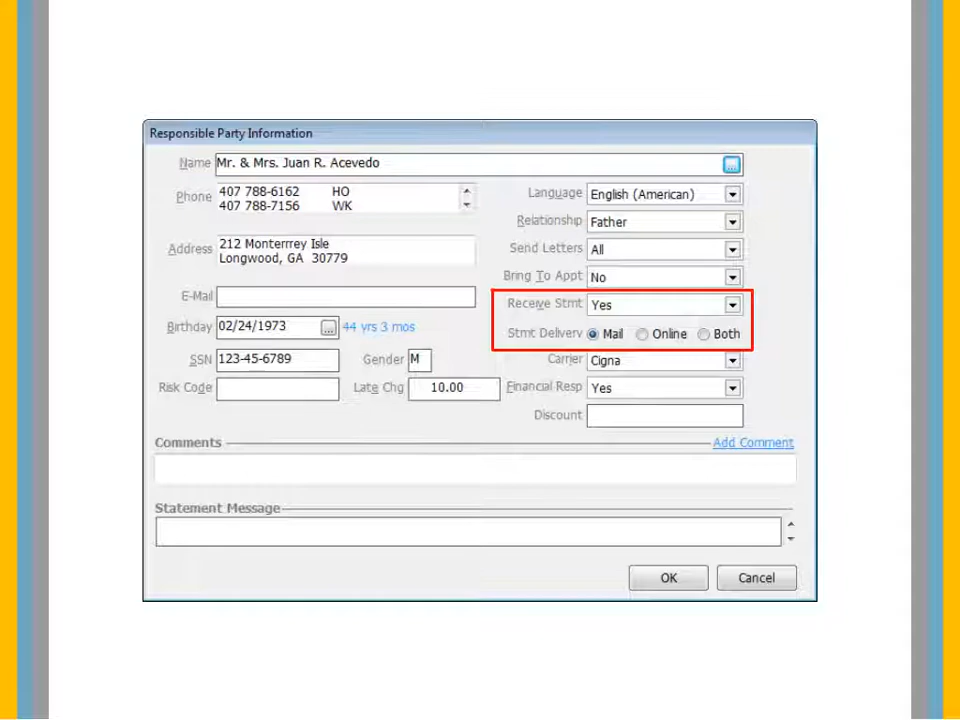 Responsible Party Information
Name Mr. & Mrs. Juan R. Acevedo
Phone 407 788-6162 HO
407 788-7156 WK
Address 212 Monterrrey Isle
Longwood, GA 30779
E-Mail
Birthday 02/24/1973 ... 44 yrs 3 mos
SSN 123-45-6789 Gender M
Risk Code Late Chg 10.00
Language English (American)
Relationship Father
Send Letters All
Bring To Appt No
Receive Stmt Yes
Stmt Delivery Mail Online Both
Carrier Cigna
Financial Resp Yes
Discount
Comments Add Comment
Statement Message
OK Cancel